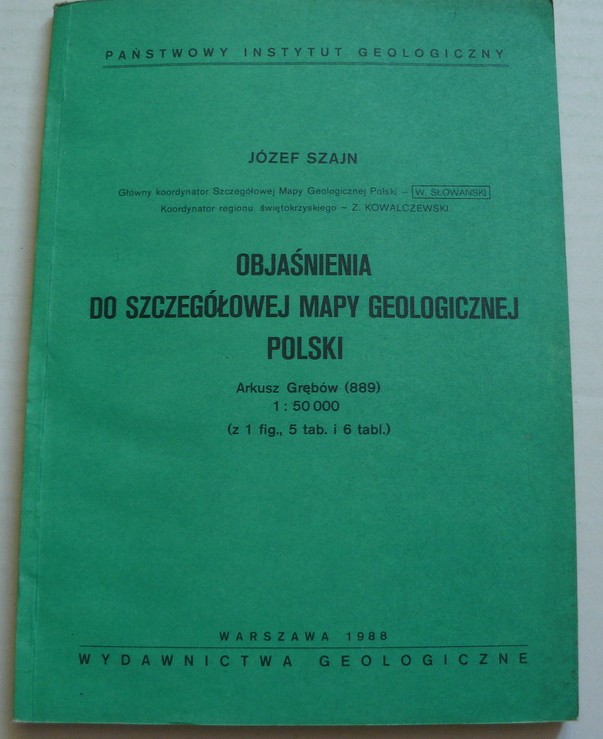 PAŃSTWOWY INSTYTUT GEOLOGICZNY
JÓZEF SZAJN
Główny koordynator Szczegółowej Mapy Geologicznej Polski – W. SŁOWAŃSKI
Koordynator regionu świętokrzyskiego – Z. KOWALCZEWSKI
OBJAŚNIENIA
DO SZCZEGÓŁOWEJ MAPY GEOLOGICZNEJ
POLSKI
Arkusz Grębów (889)
1 : 50 000
(z 1 fig., 5 tab. i 6 tabl.)
WARSZAWA 1988
WYDAWNICTWA GEOLOGICZNE